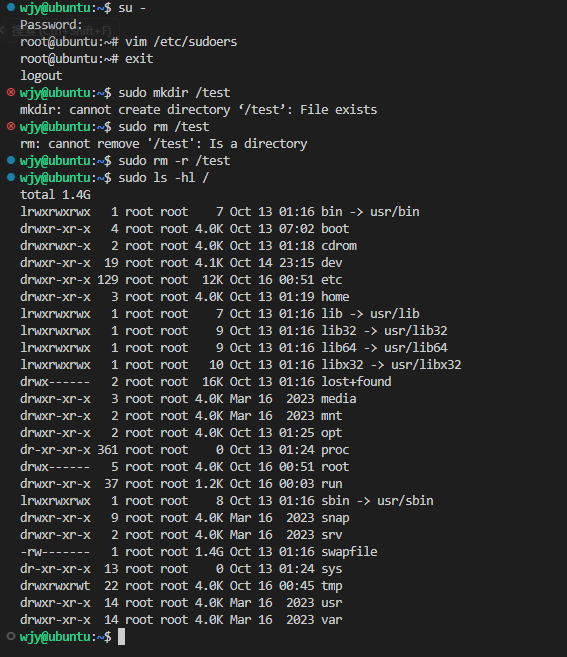 wjy@ubuntu:~$ su -
Password:
root@ubuntu:~# vim /etc/sudoers
root@ubuntu:~# exit
logout
wjy@ubuntu:~$ sudo mkdir /test
mkdir: cannot create directory ‘/test’: File exists
wjy@ubuntu:~$ sudo rm /test
rm: cannot remove '/test': Is a directory
wjy@ubuntu:~$ sudo rm -r /test
wjy@ubuntu:~$ sudo ls -hl /
total 1.4G
lrwxrwxrwx   1 root root    7 Oct 13 01:16 bin -> usr/bin
drwxr-xr-x   4 root root 4.0K Oct 13 07:02 boot
drwxrwxr-x   2 root root 4.0K Oct 13 01:18 cdrom
drwxr-xr-x  19 root root 4.1K Oct 14 23:15 dev
drwxr-xr-x 129 root root  12K Oct 16 00:51 etc
drwxr-xr-x   3 root root 4.0K Oct 13 01:19 home
lrwxrwxrwx   1 root root    7 Oct 13 01:16 lib -> usr/lib
lrwxrwxrwx   1 root root    9 Oct 13 01:16 lib32 -> usr/lib32
lrwxrwxrwx   1 root root    9 Oct 13 01:16 lib64 -> usr/lib64
lrwxrwxrwx   1 root root   10 Oct 13 01:16 libx32 -> usr/libx32
drwx------   2 root root  16K Oct 13 01:16 lost+found
drwxr-xr-x   3 root root 4.0K Mar 16  2023 media
drwxr-xr-x   2 root root 4.0K Mar 16  2023 mnt
drwxr-xr-x   2 root root 4.0K Oct 13 01:25 opt
dr-xr-xr-x 361 root root    0 Oct 13 01:24 proc
drwx------   5 root root 4.0K Oct 16 00:51 root
drwxr-xr-x  37 root root 1.2K Oct 16 00:03 run
lrwxrwxrwx   1 root root    8 Oct 13 01:16 sbin -> usr/sbin
drwxr-xr-x   9 root root 4.0K Mar 16  2023 snap
drwxr-xr-x   2 root root 4.0K Mar 16  2023 srv
-rw-------   1 root root 1.4G Oct 13 01:16 swapfile
dr-xr-xr-x  13 root root    0 Oct 13 01:24 sys
drwxrwxrwt  22 root root 4.0K Oct 16 00:45 tmp
drwxr-xr-x  14 root root 4.0K Mar 16  2023 usr
drwxr-xr-x  14 root root 4.0K Mar 16  2023 var
wjy@ubuntu:~$